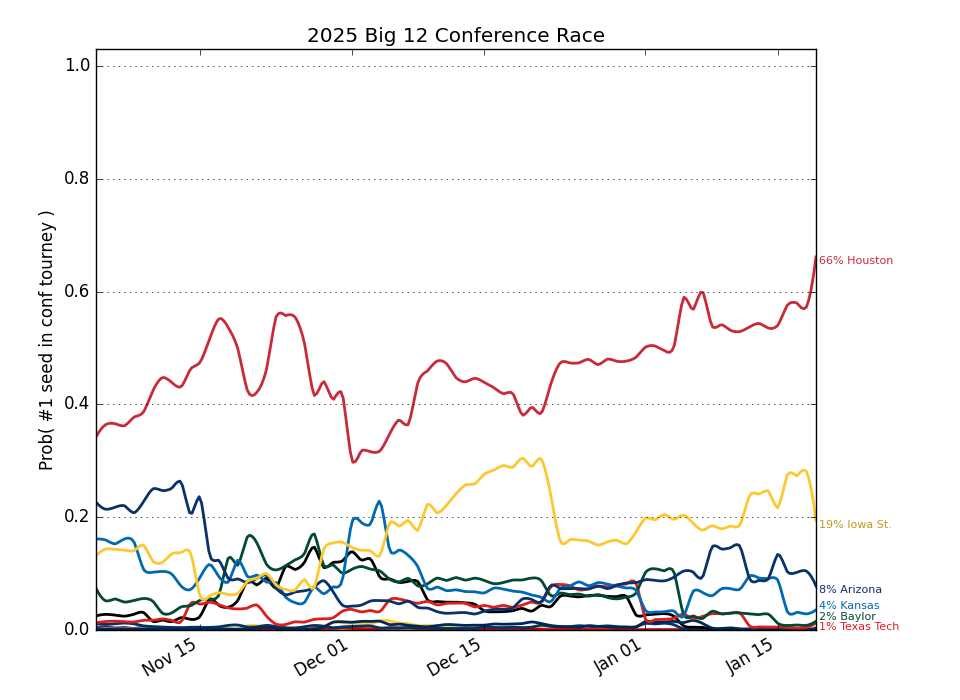 2025 Big 12 Conference Race
Prob( #1 seed in conf tourney )
1.0
0.8
0.6
0.4
0.2
0.0
Nov 15
Dec 01
Dec 15
Jan 01
Jan 15
66% Houston
19% Iowa St.
8% Arizona
4% Kansas
2% Baylor
1% Texas Tech